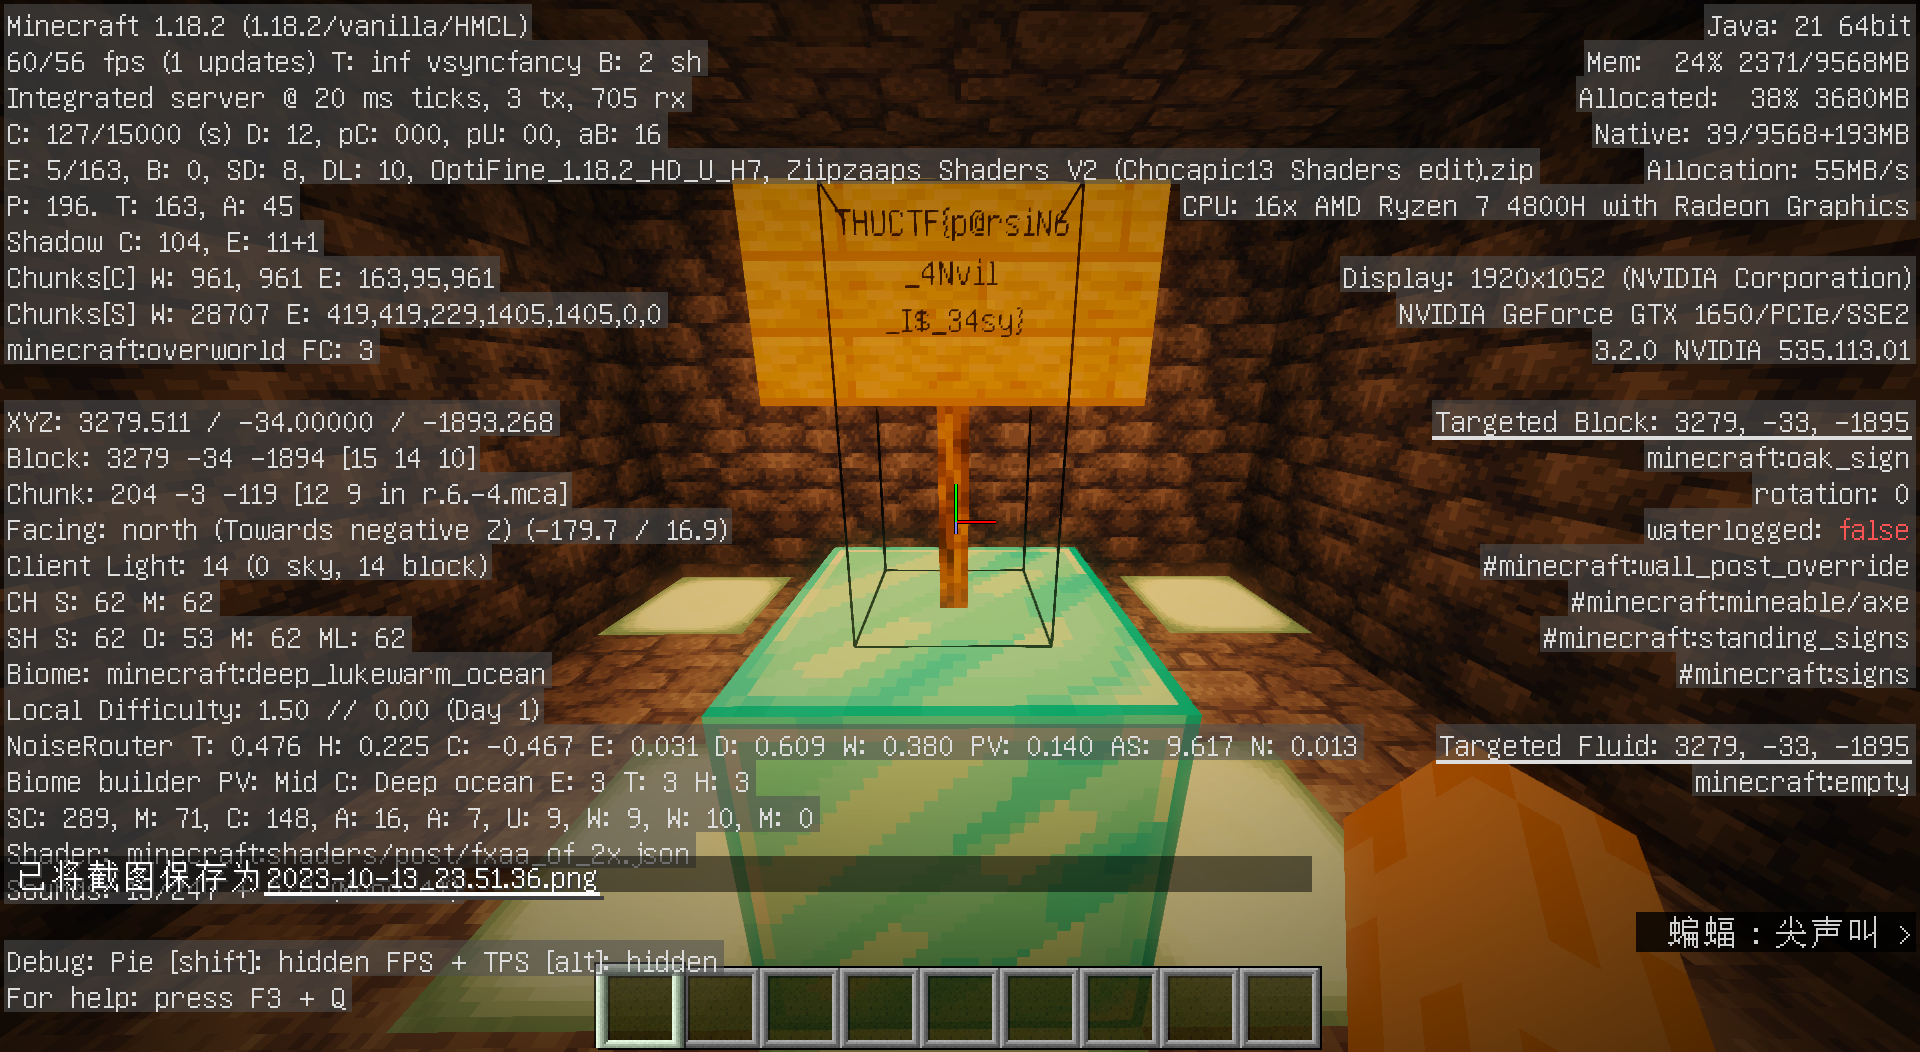 Minecraft 1.18.2 (1.18.2/vanilla/HMCL)
60/56 fps (1 updates) T: inf vsyncfancy B: 2 sh
Integrated server @ 20 ms ticks, 3 tx, 705 rx
C: 127/15000 (s) D: 12, pC: 000, pU: 00, aB: 16
E: 5/163, B: 0, SD: 8, DL: 10, OptiFine_1.18.2_HD_U_H7, Ziipzaaps Shaders V2 (Chocapic13 Shaders edit).zip
P: 196. T: 163, A: 45
Shadow C: 104, E: 11+1
Chunks[C] W: 961, 961 E: 163,95,961
Chunks[S] W: 28707 E: 419,419,229,1405,1405,0,0
minecraft:overworld FC: 3
XYZ: 3279.511 / -34.00000 / -1893.268
Block: 3279 -34 -1894 [15 14 10]
Chunk: 204 -3 -119 [12 9 in r.6.-4.mca]
Facing: north (Towards negative Z) (-179.7 / 16.9)
Client Light: 14 (0 sky, 14 block)
CH S: 62 M: 62
SH S: 62 O: 53 M: 62 ML: 62
Biome: minecraft:deep_lukewarm_ocean
Local Difficulty: 1.50 // 0.00 (Day 1)
NoiseRouter T: 0.476 H: 0.225 C: -0.467 E: 0.031 D: 0.609 W: 0.380 PV: 0.140 AS: 9.617 N: 0.013
Biome builder PV: Mid C: Deep ocean E: 3 T: 3 H: 3
SC: 289, M: 71, C: 148, A: 16, A: 7, U: 9, W: 9, W: 10, M: 0
Shader: minecraft:shaders/post/fxaa_of_2x.json
已将截图保存为2023-10-13_23.51.36.png
Debug: Pie [shift]: hidden FPS + TPS [alt]: hidden
For help: press F3 + Q
THUCTF{p@rsiN6
_4Nvil
_I$_34sy}
Java: 21 64bit
Mem: 24% 2371/9568MB
Allocated: 38% 3680MB
Native: 39/9568+193MB
Allocation: 55MB/s
CPU: 16x AMD Ryzen 7 4800H with Radeon Graphics
Display: 1920x1052 (NVIDIA Corporation)
NVIDIA GeForce GTX 1650/PCIe/SSE2
3.2.0 NVIDIA 535.113.01
Targeted Block: 3279, -33, -1895
minecraft:oak_sign
rotation: 0
waterlogged: false
#minecraft:wall_post_override
#minecraft:mineable/axe
#minecraft:standing_signs
#minecraft:signs
Targeted Fluid: 3279, -33, -1895
minecraft:empty
蝙蝠：尖声叫 >